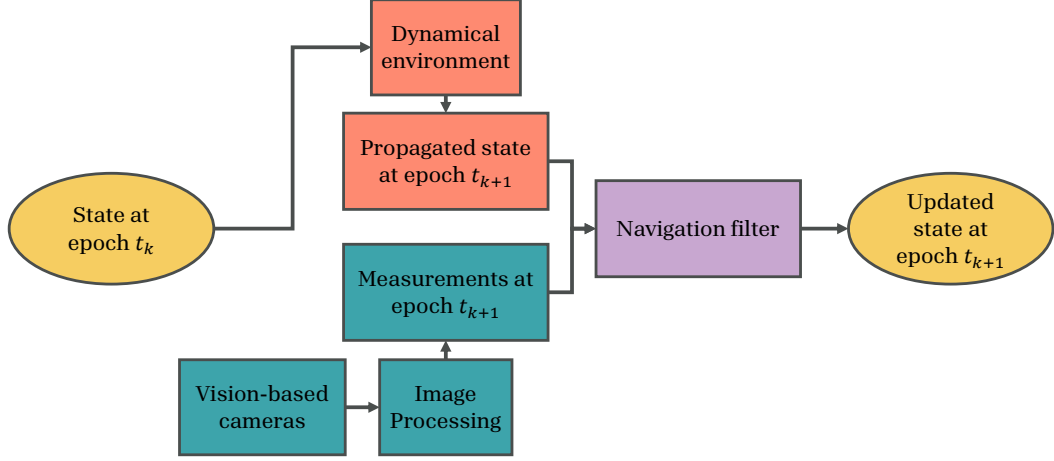 Dynamical
environment
Propagated state
at epoch t_{k+1}
State at
epoch t_k
Navigation filter
Updated
state at
epoch t_{k+1}
Measurements at
epoch t_{k+1}
Vision-based
cameras
Image
Processing